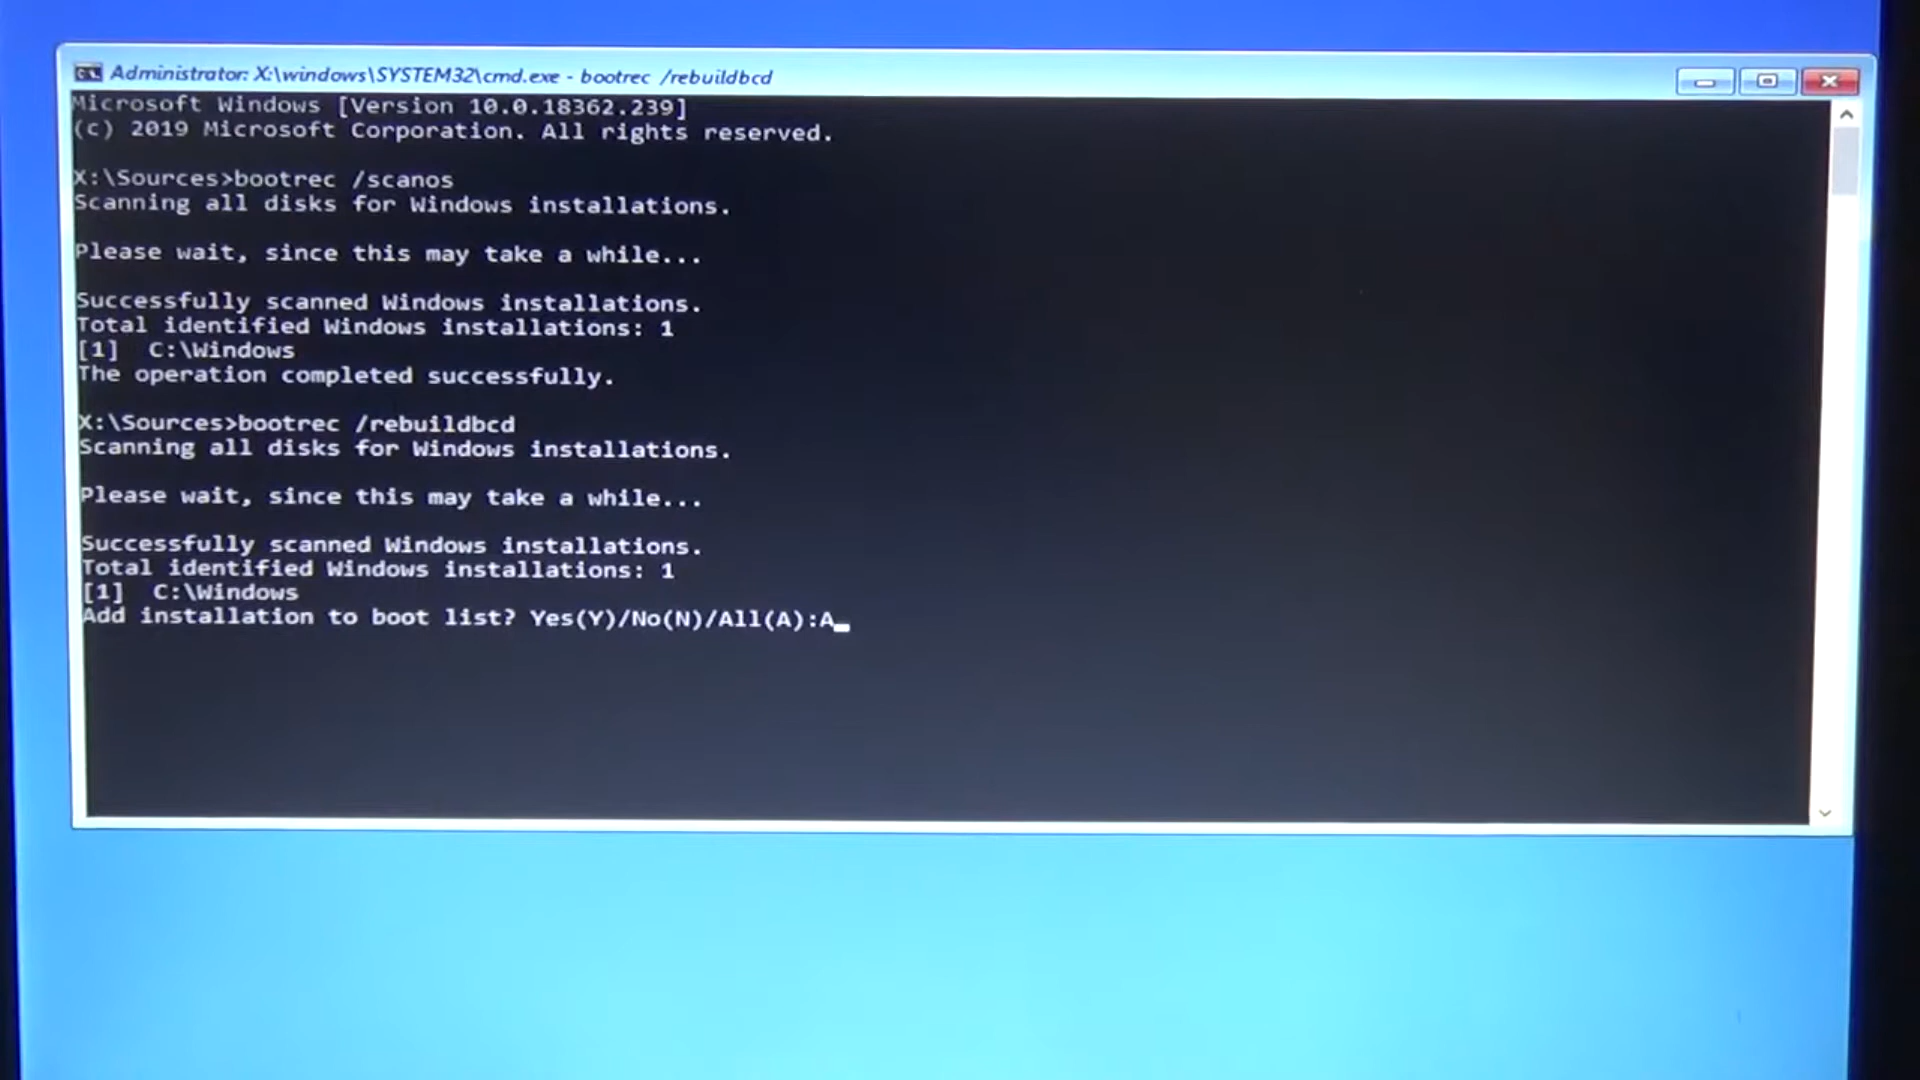 Administrator: X:\windows\SYSTEM32\cmd.exe - bootrec /rebuildbcd
Microsoft Windows [Version 10.0.18362.239]
(c) 2019 Microsoft Corporation. All rights reserved.
X:\Sources>bootrec /scanos
Scanning all disks for Windows installations.
Please wait, since this may take a while...
Successfully scanned Windows installations.
Total identified Windows installations: 1
[1]  C:\Windows
The operation completed successfully.
X:\Sources>bootrec /rebuildbcd
Scanning all disks for Windows installations.
Please wait, since this may take a while...
Successfully scanned Windows installations.
Total identified Windows installations: 1
[1]  C:\Windows
Add installation to boot list? Yes(Y)/No(N)/All(A):A